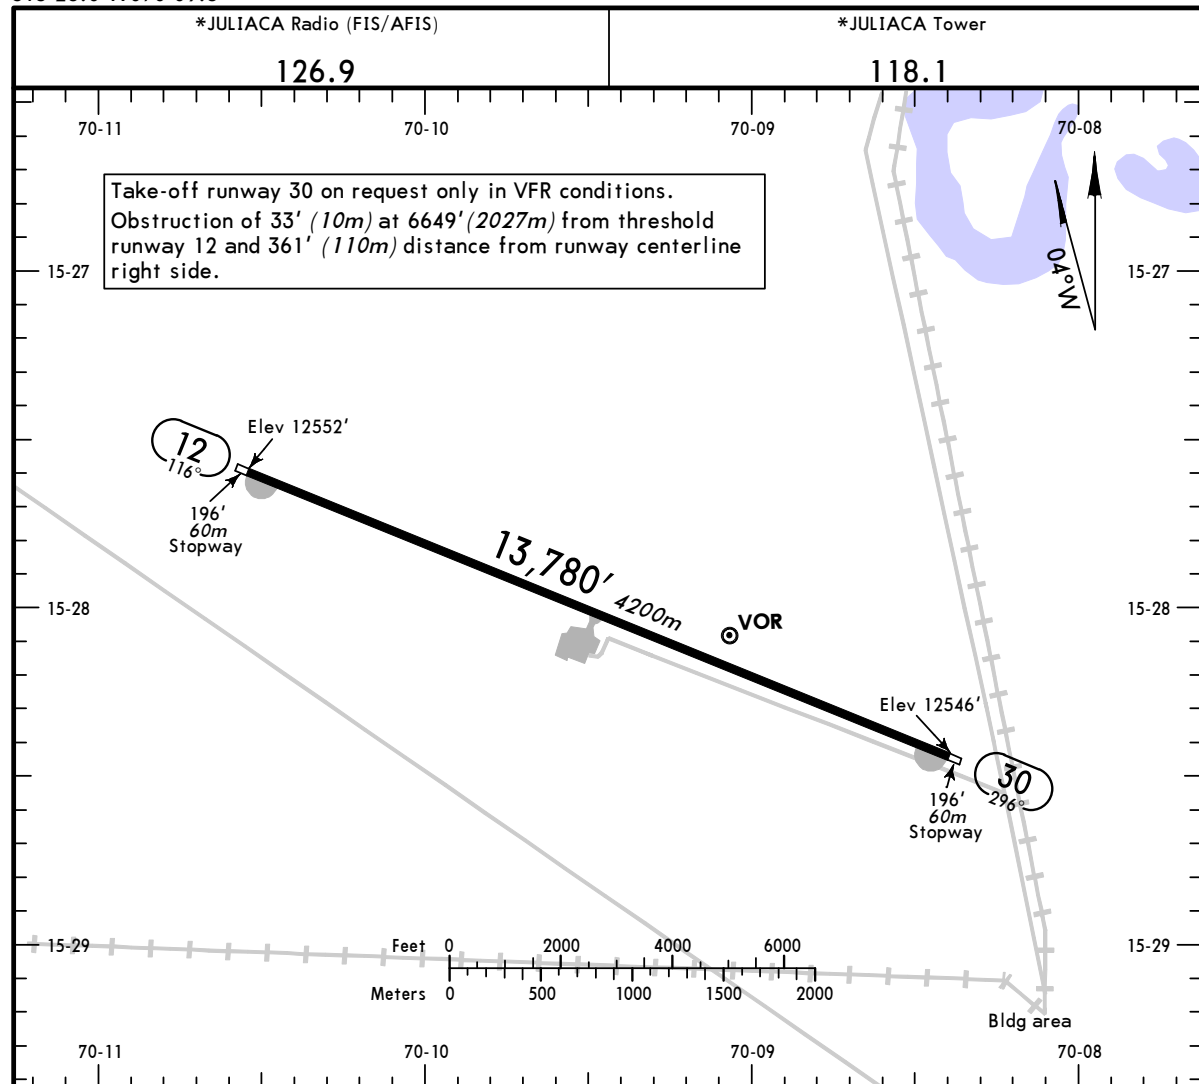 *JULIACA Radio (FIS/AFIS)
126.9
*JULIACA Tower
118.1
70-11
70-10
70-09
70-08
Take-off runway 30 on request only in VFR conditions.
Obstruction of 33' (10m) at 6649' (2027m) from threshold
runway 12 and 361' (110m) distance from runway centerline
right side.
15-27
15-27
04°W
12
116°
Elev 12552'
196'
60m
Stopway
13,780' 4200m
VOR
15-28
15-28
Elev 12546'
30
296°
196'
60m
Stopway
15-29
15-29
Feet 0 2000 4000 6000
Meters 0 500 1000 1500 2000
Bldg area
70-11
70-10
70-09
70-08